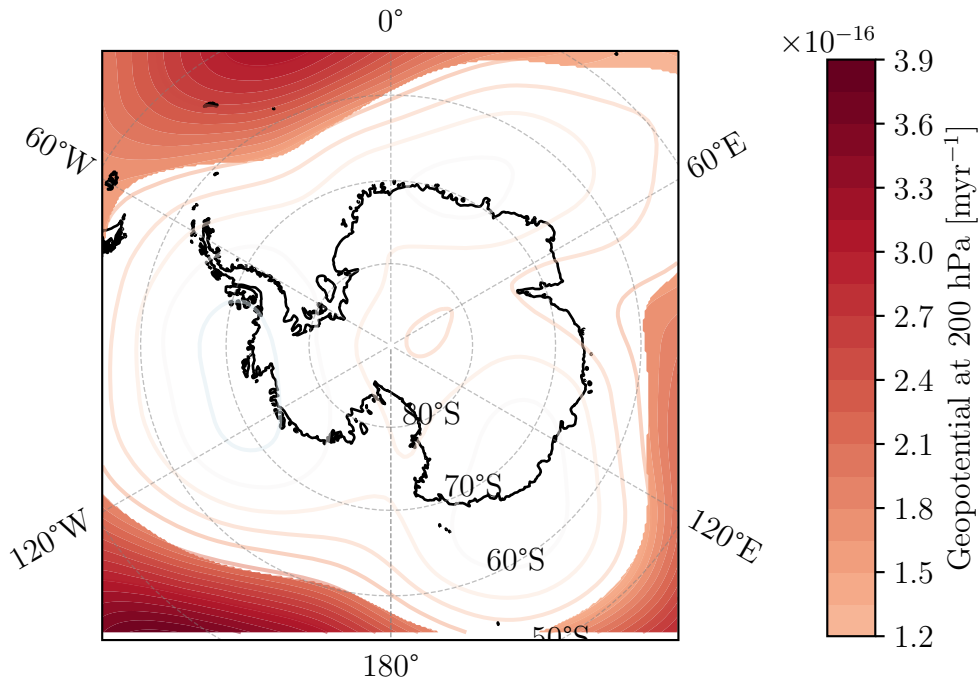 0°
×10⁻¹⁶
60°W
60°E
3.9
3.6
3.3
3.0
2.7
2.4
2.1
1.8
1.5
1.2
Geopotential at 200 hPa [myr⁻¹]
80°S
70°S
60°S
50°S
120°W
120°E
180°